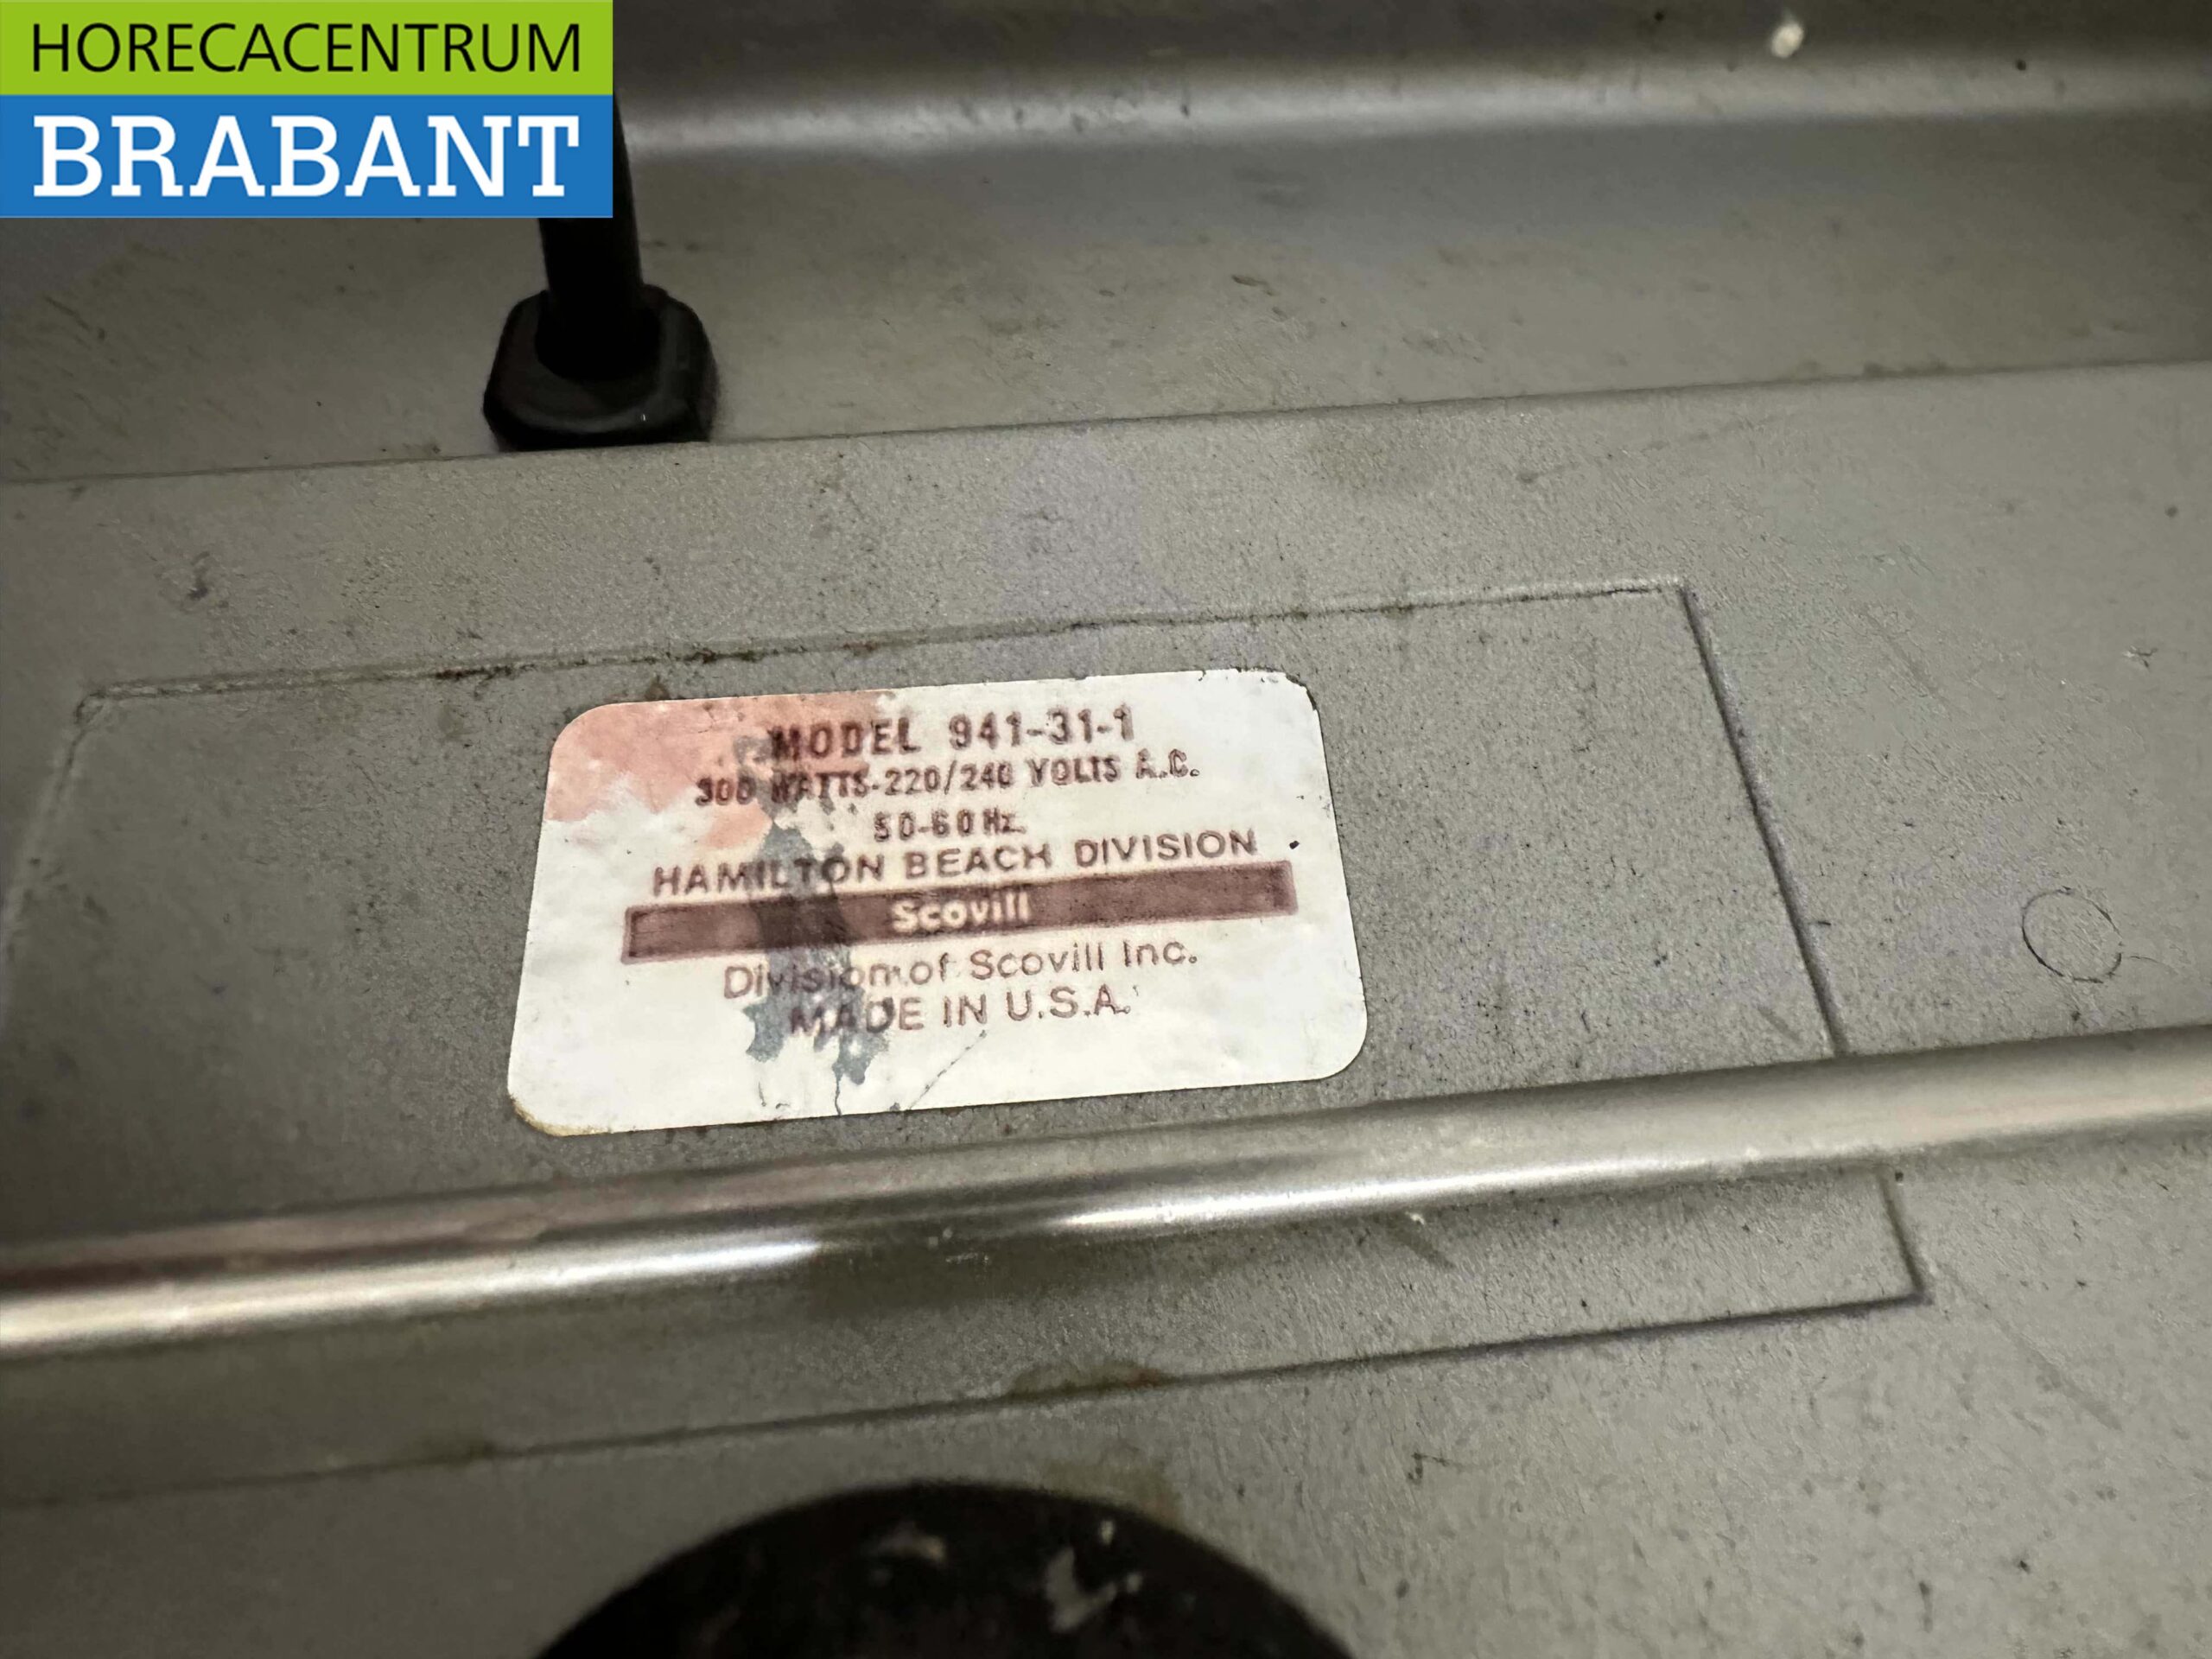 HORECACENTRUM
BRABANT
MODEL 941-31-1
300 WATTS-220/240 VOLTS A.C.
50-60 Hz.
HAMILTON BEACH DIVISION
Scovill
Division of Scovill Inc.
MADE IN U.S.A.